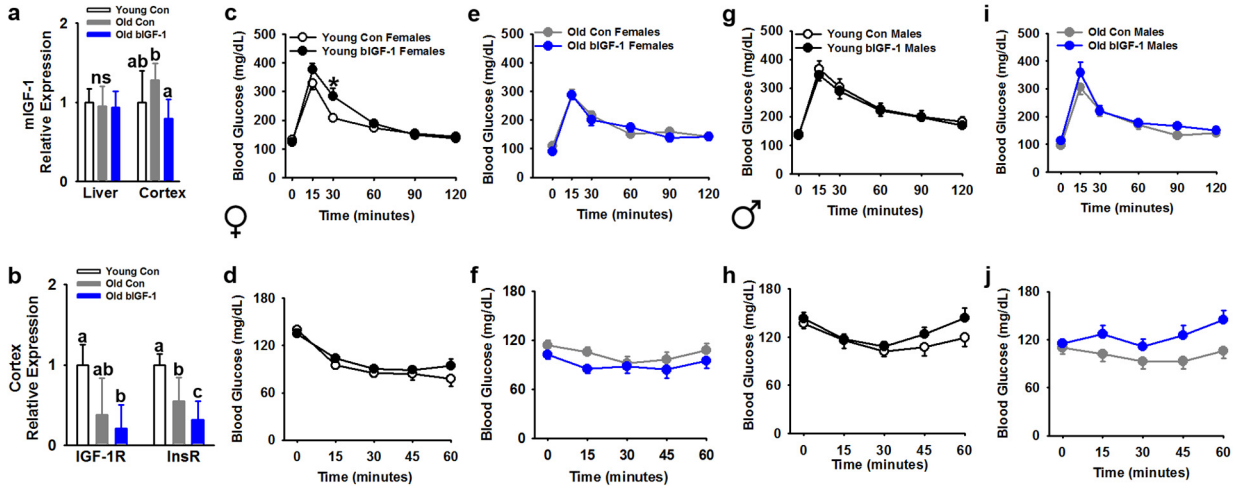 a
Young Con
Old Con
Old bIGF-1
mIGF-1
Relative Expression
2
1
0
ns
ab
b
a
Liver
Cortex
b
Young Con
Old Con
Old bIGF-1
Cortex
Relative Expression
2
1
0
a
ab
b
a
b
c
IGF-1R
InsR
c
Blood Glucose (mg/dL)
500
400
300
200
100
0
Young Con Females
Young bIGF-1 Females
*
0 15 30 60 90 120
Time (minutes)
♀
d
Blood Glucose (mg/dL)
180
120
60
0
0 15 30 45 60
Time (minutes)
e
Blood Glucose (mg/dL)
500
400
300
200
100
0
Old Con Females
Old bIGF-1 Females
0 15 30 60 90 120
Time (minutes)
f
Blood Glucose (mg/dL)
180
120
60
0
0 15 30 45 60
Time (minutes)
g
Blood Glucose (mg/dL)
500
400
300
200
100
0
Young Con Males
Young bIGF-1 Males
0 15 30 60 90 120
Time (minutes)
♂
h
Blood Glucose (mg/dL)
180
120
60
0
0 15 30 45 60
Time (minutes)
i
Blood Glucose (mg/dL)
500
400
300
200
100
0
Old Con Males
Old bIGF-1 Males
0 15 30 60 90 120
Time (minutes)
j
Blood Glucose (mg/dL)
180
120
60
0
0 15 30 45 60
Time (minutes)